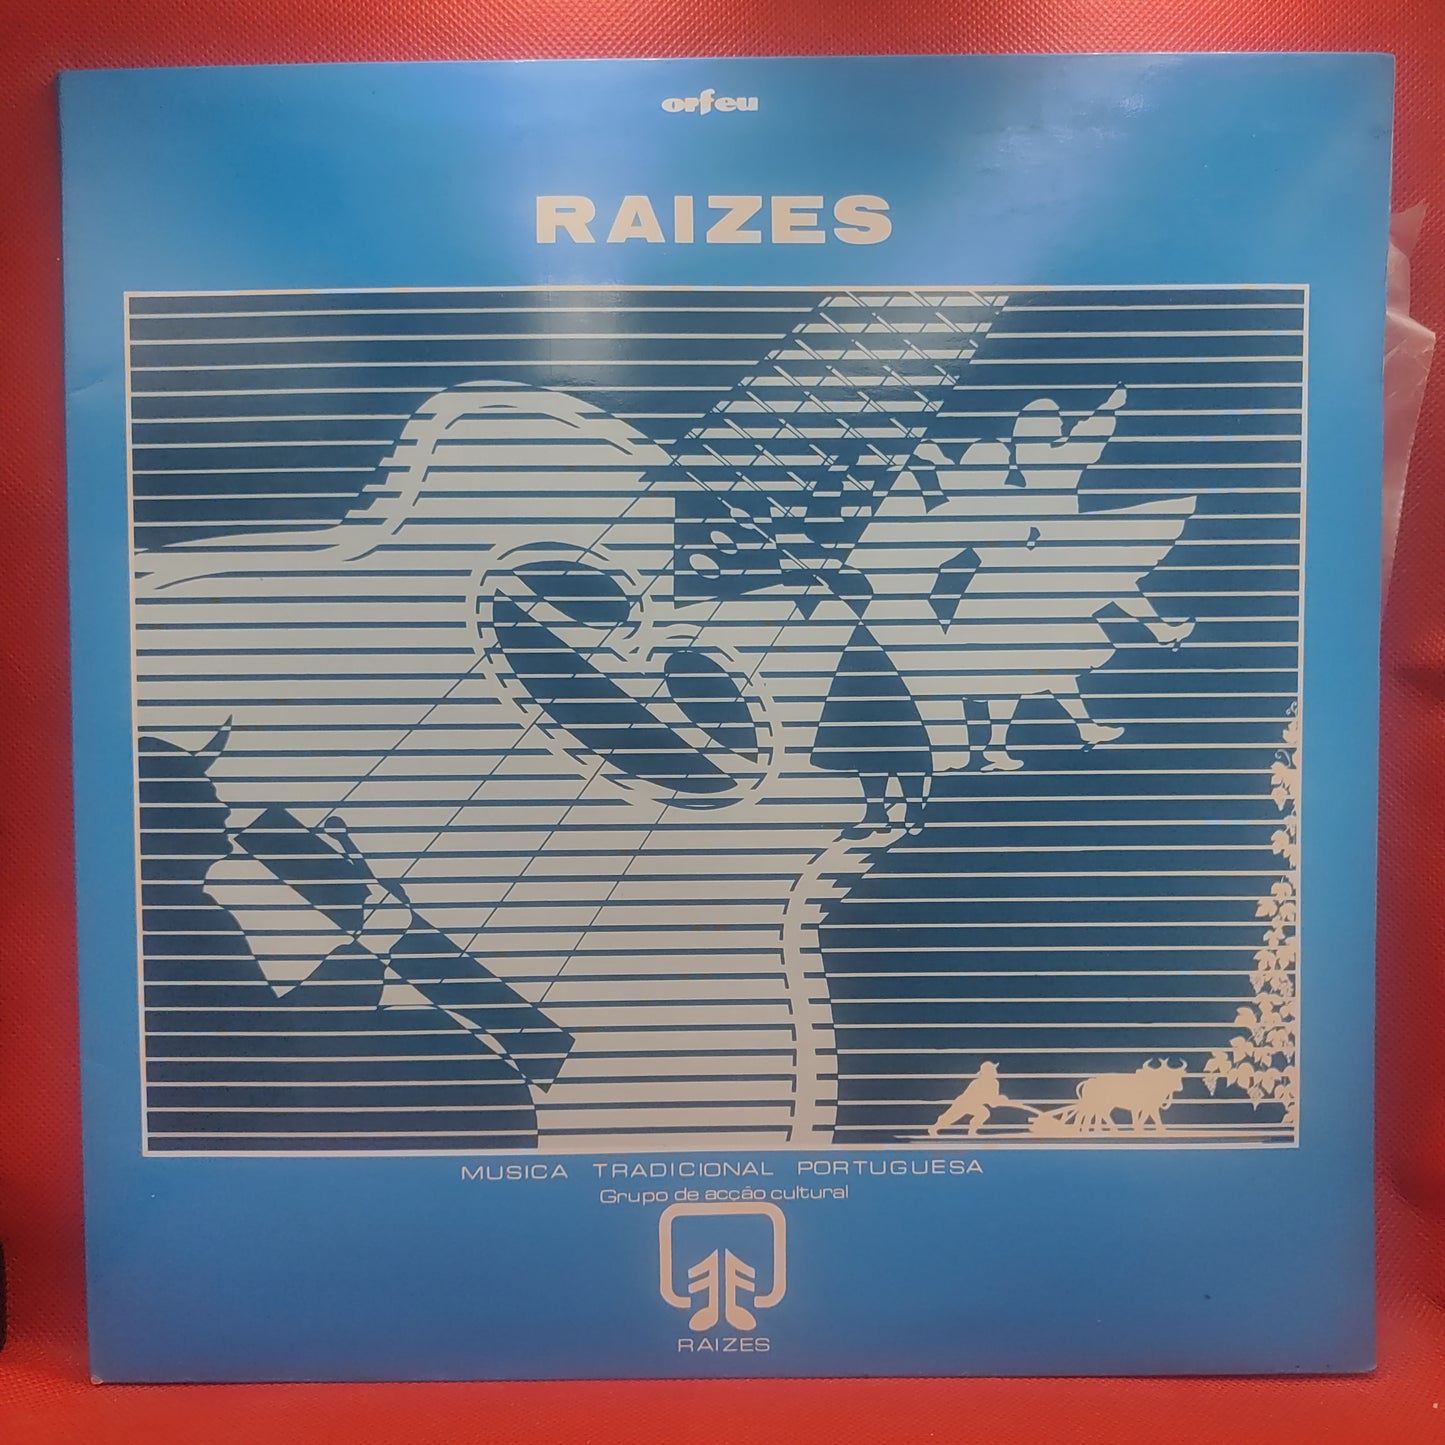 orfeu
RAIZES
MUSICA TRADICIONAL PORTUGUESA
Grupo de acção cultural
RAIZES